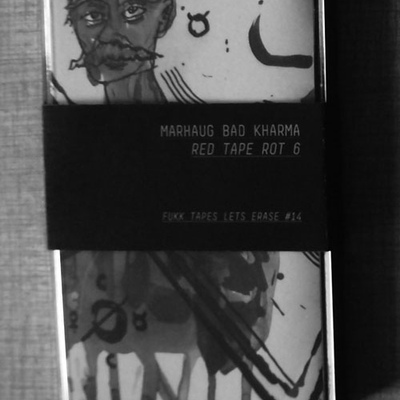 MARHAUG BAD KHARMA
RED TAPE ROT 6
FUKK TAPES LETS ERASE #14